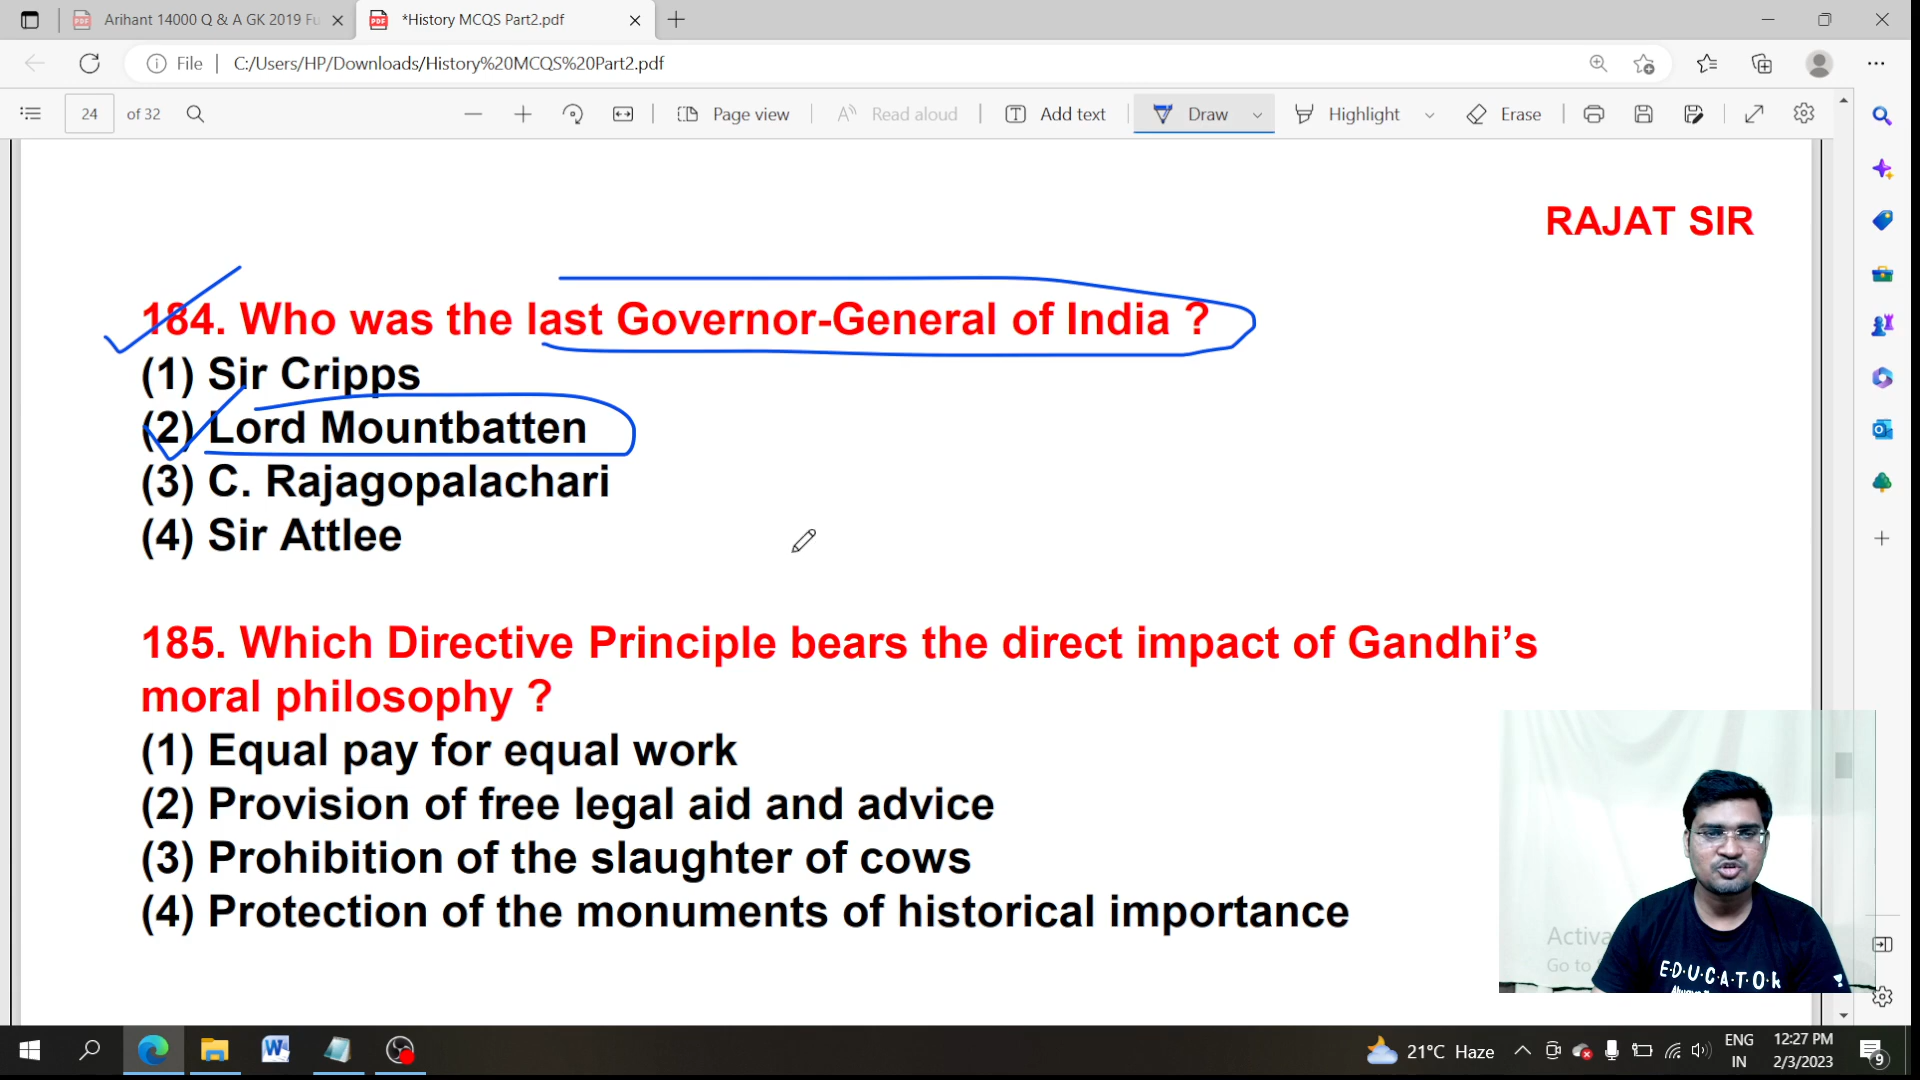 Arihant 14000 Q & A GK 2019 Fu
*History MCQS Part2.pdf
File
C:/Users/HP/Downloads/History%20MCQS%20Part2.pdf
24 of 32
Page view
Read aloud
Add text
Draw
Highlight
Erase
RAJAT SIR
184. Who was the last Governor-General of India ?
(1) Sir Cripps
(2) Lord Mountbatten
(3) C. Rajagopalachari
(4) Sir Attlee
185. Which Directive Principle bears the direct impact of Gandhi’s
moral philosophy ?
(1) Equal pay for equal work
(2) Provision of free legal aid and advice
(3) Prohibition of the slaughter of cows
(4) Protection of the monuments of historical importance
Activa
Go to
E·D·U·C·A·T·O·R
21°C Haze
ENG
IN
12:27 PM
2/3/2023
9